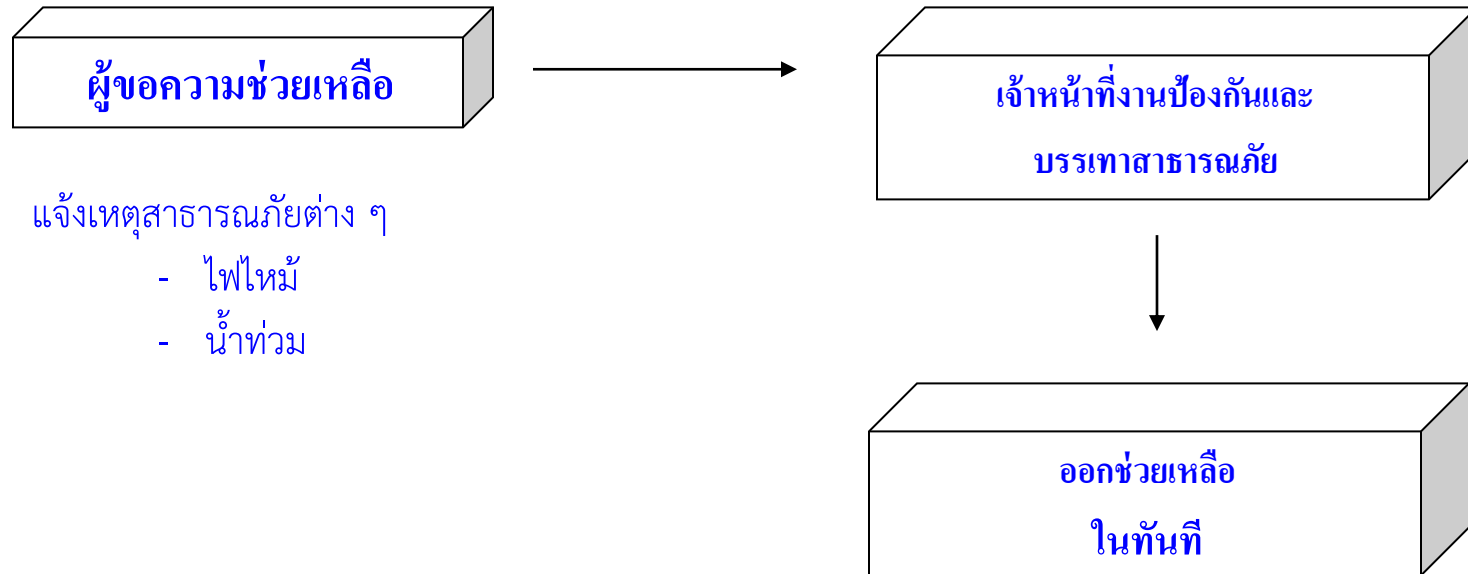 ผู้ขอความช่วยเหลือ
เจ้าหน้าที่งานป้องกันและ
บรรเทาสาธารณภัย
แจ้งเหตุสาธารณภัยต่าง ๆ
- ไฟไหม้
- น้ำท่วม
ออกช่วยเหลือ
ในทันที